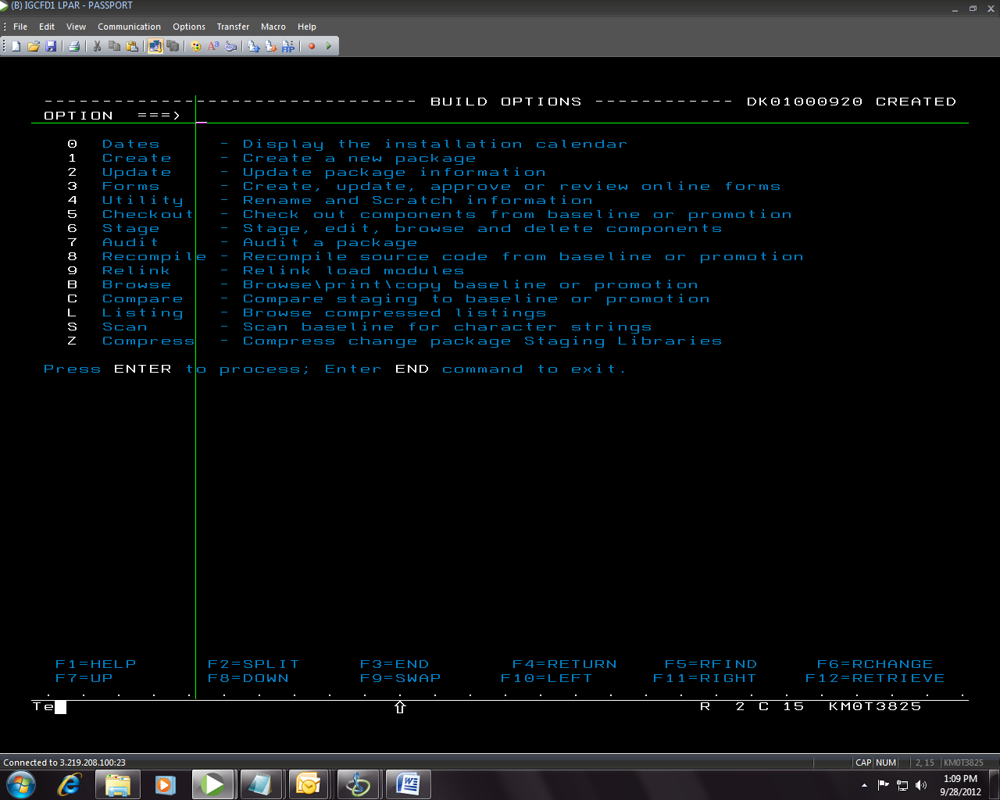 (B) IGCFD1 LPAR - PASSPORT
File Edit View Communication Options Transfer Macro Help
-------------------------------- BUILD OPTIONS ------------ DK01000920 CREATED
OPTION ===> _
0 Dates - Display the installation calendar
1 Create - Create a new package
2 Update - Update package information
3 Forms - Create, update, approve or review online forms
4 Utility - Rename and Scratch information
5 Checkout - Check out components from baseline or promotion
6 Stage - Stage, edit, browse and delete components
7 Audit - Audit a package
8 Recompile - Recompile source code from baseline or promotion
9 Relink - Relink load modules
B Browse - Browse\print\copy baseline or promotion
C Compare - Compare staging to baseline or promotion
L Listing - Browse compressed listings
S Scan - Scan baseline for character strings
Z Compress - Compress change package Staging Libraries
Press ENTER to process; Enter END command to exit.
F1=HELP F2=SPLIT F3=END F4=RETURN F5=RFIND F6=RCHANGE
F7=UP F8=DOWN F9=SWAP F10=LEFT F11=RIGHT F12=RETRIEVE
Te R 2 C 15 KM0T3825
Connected to 3.219.208.100:23 CAP NUM 2, 15 KM0T3825
1:09 PM
9/28/2012